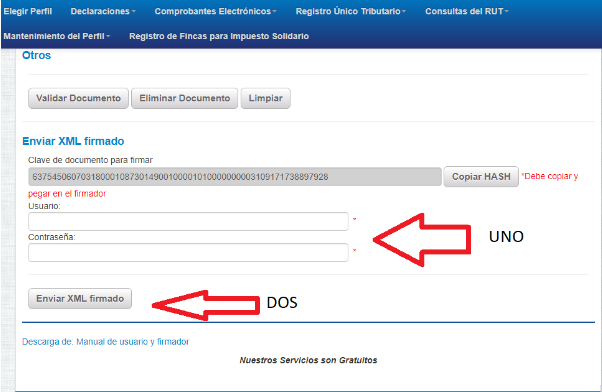 Elegir Perfil Declaraciones Comprobantes Electrónicos Registro Único Tributario Consultas del RUT
Mantenimiento del Perfil Registro de Fincas para Impuesto Solidario
Otros
Validar Documento Eliminar Documento Limpiar
Enviar XML firmado
Clave de documento para firmar
6375450607031800010873014900100001010000000003109171738897928 Copiar HASH *Debe copiar y
pegar en el firmador
Usuario:
*
Contraseña:
*
UNO
Enviar XML firmado
DOS
Descarga de: Manual de usuario y firmador
Nuestros Servicios son Gratuitos